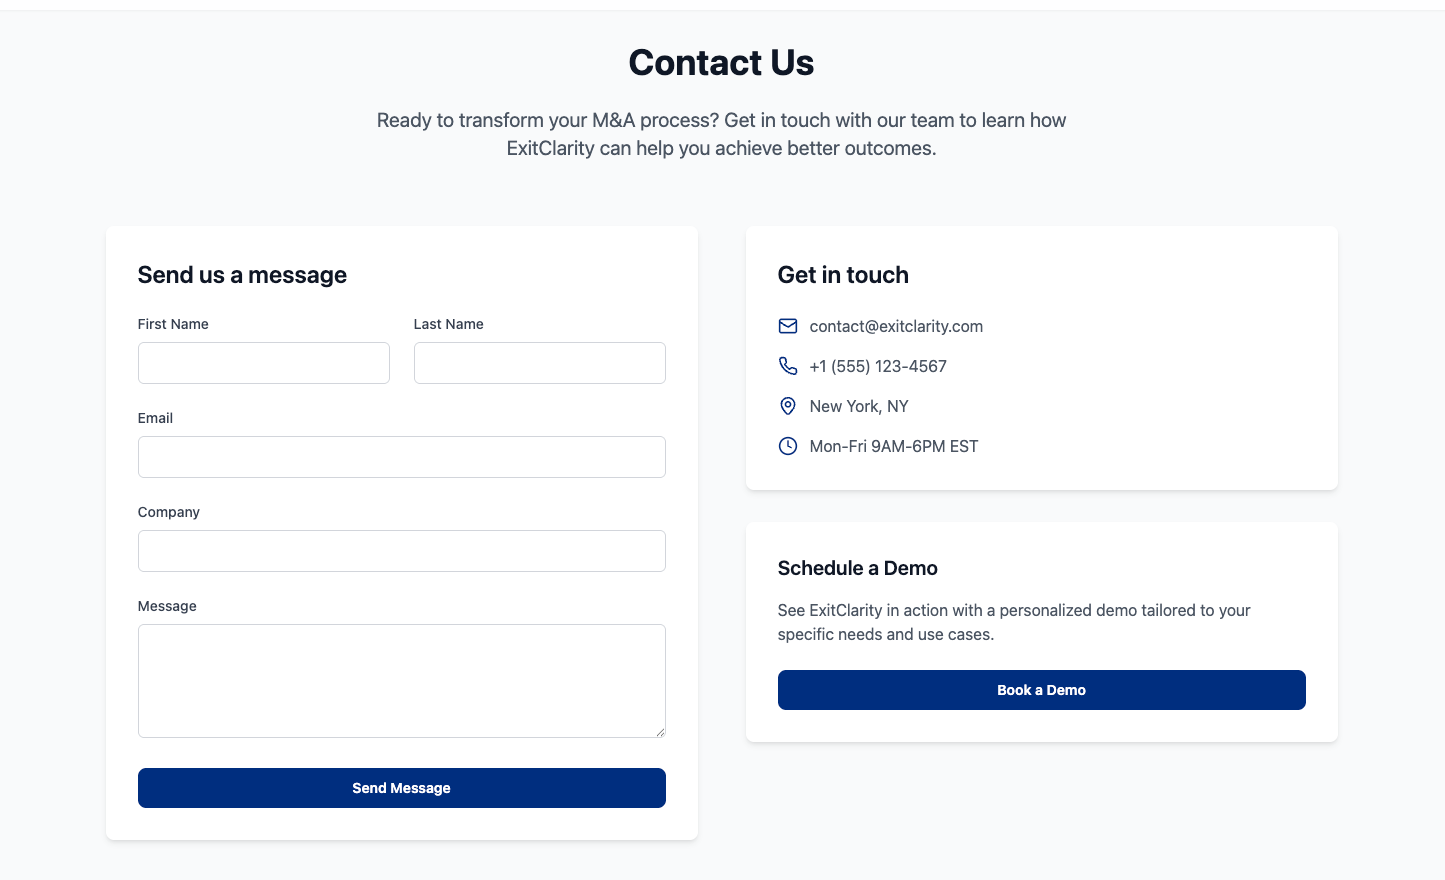 Contact Us
Ready to transform your M&A process? Get in touch with our team to learn how
ExitClarity can help you achieve better outcomes.
Send us a message
First Name
Last Name
Email
Company
Message
Send Message
Get in touch
contact@exitclarity.com
+1 (555) 123-4567
New York, NY
Mon-Fri 9AM-6PM EST
Schedule a Demo
See ExitClarity in action with a personalized demo tailored to your
specific needs and use cases.
Book a Demo